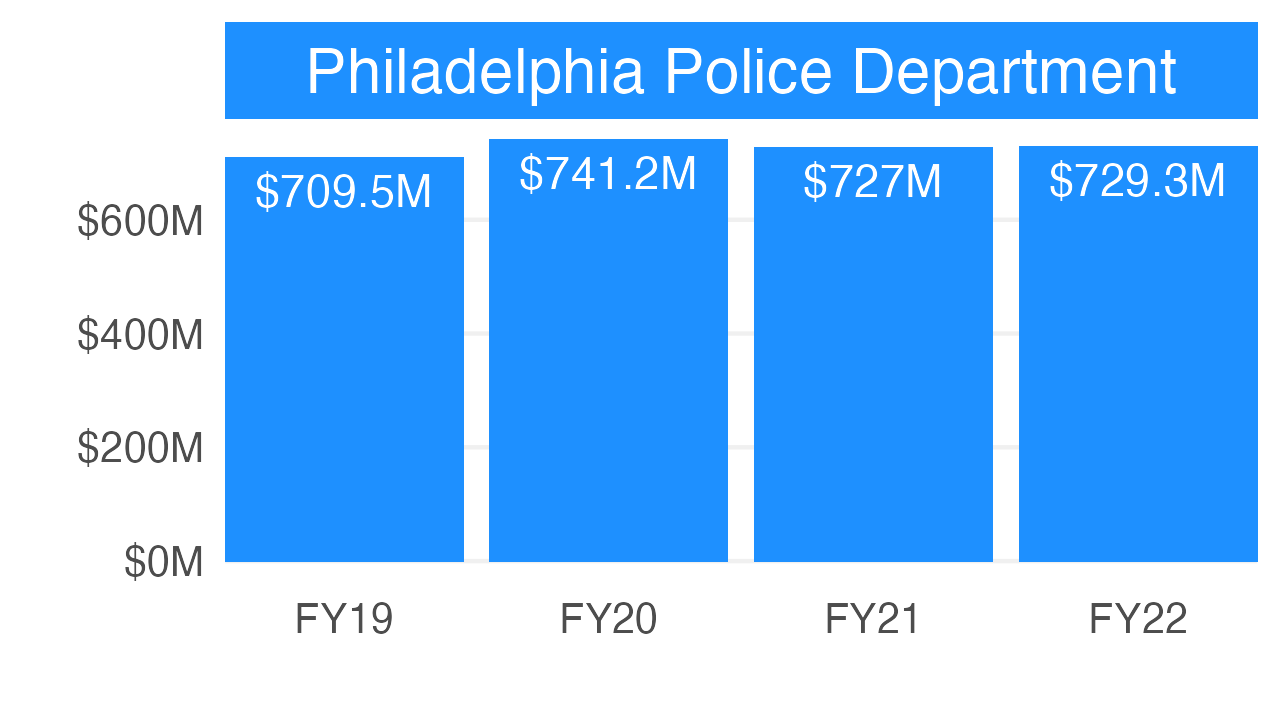 Philadelphia Police Department
$709.5M
$741.2M
$727M
$729.3M
$600M
$400M
$200M
$0M
FY19
FY20
FY21
FY22